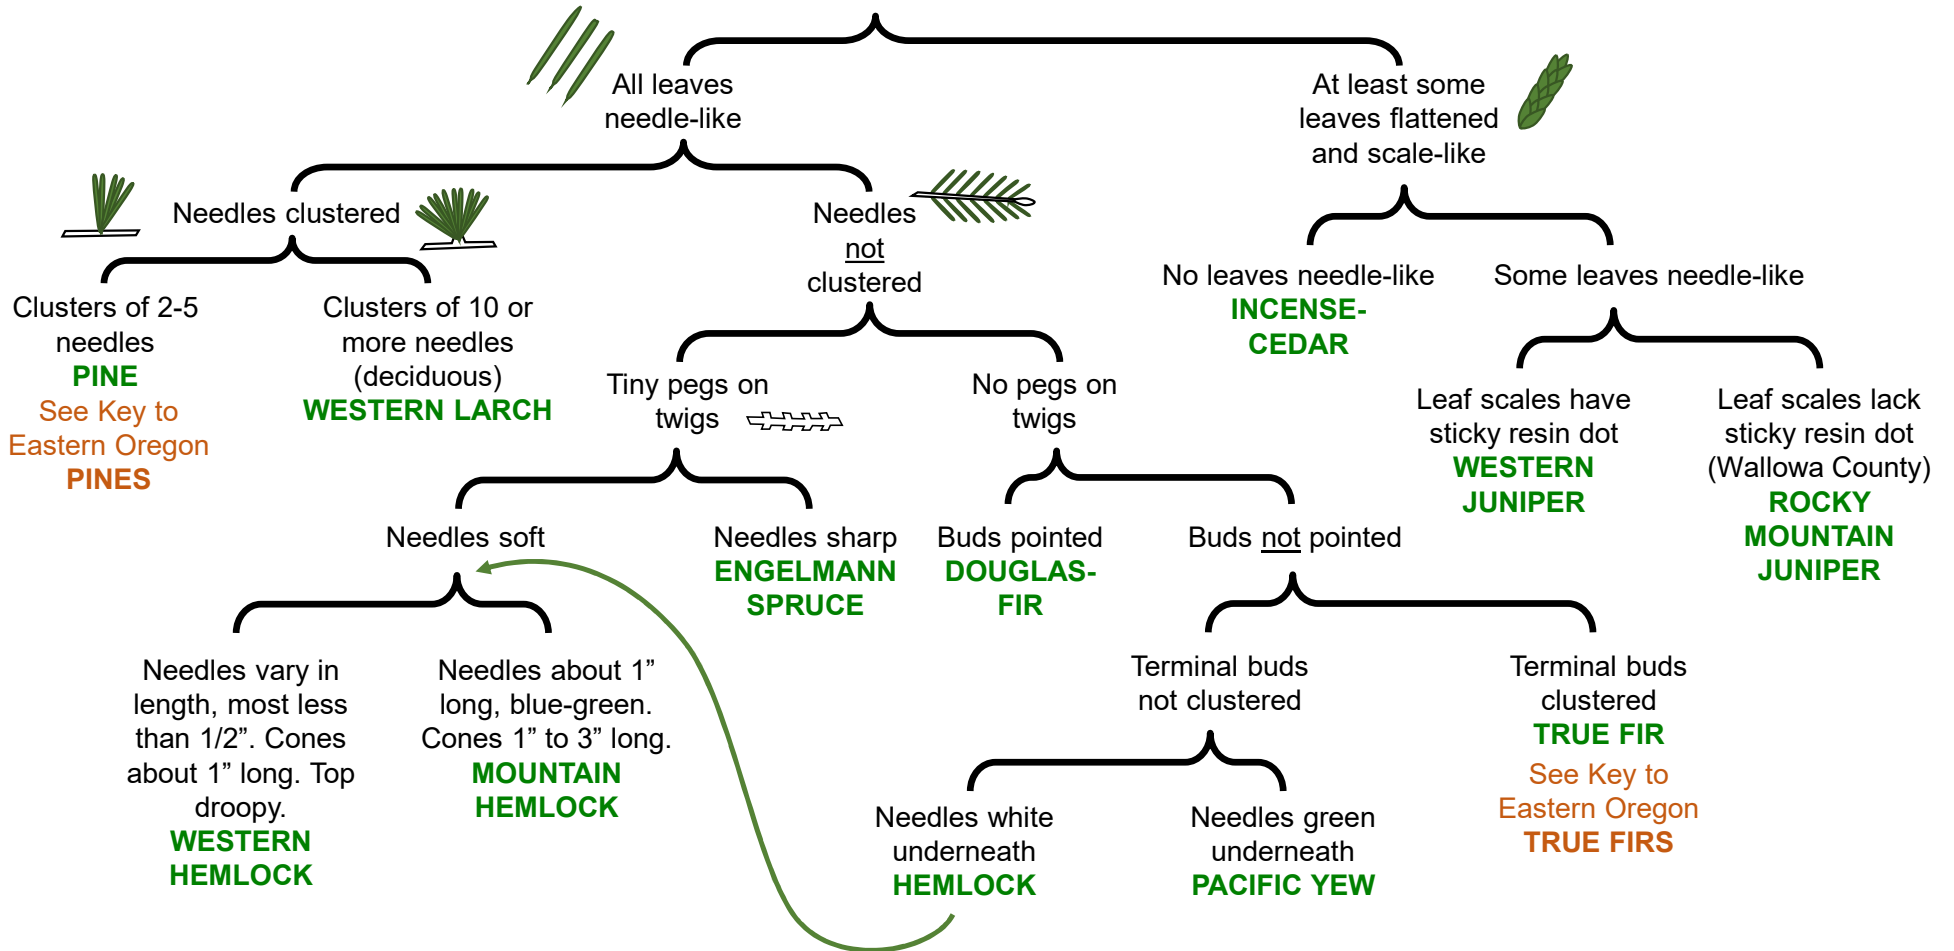 All leaves
needle-like
At least some
leaves flattened
and scale-like
Needles clustered
Needles
not
clustered
No leaves needle-like
INCENSE-
CEDAR
Some leaves needle-like
Clusters of 2-5
needles
PINE
See Key to
Eastern Oregon
PINES
Clusters of 10 or
more needles
(deciduous)
WESTERN LARCH
Tiny pegs on
twigs
No pegs on
twigs
Leaf scales have
sticky resin dot
WESTERN
JUNIPER
Leaf scales lack
sticky resin dot
(Wallowa County)
ROCKY
MOUNTAIN
JUNIPER
Needles soft
Needles sharp
ENGELMANN
SPRUCE
Buds pointed
DOUGLAS-
FIR
Buds not pointed
Needles vary in
length, most less
than 1/2”. Cones
about 1” long. Top
droopy.
WESTERN
HEMLOCK
Needles about 1”
long, blue-green.
Cones 1” to 3” long.
MOUNTAIN
HEMLOCK
Terminal buds
not clustered
Terminal buds
clustered
TRUE FIR
See Key to
Eastern Oregon
TRUE FIRS
Needles white
underneath
HEMLOCK
Needles green
underneath
PACIFIC YEW